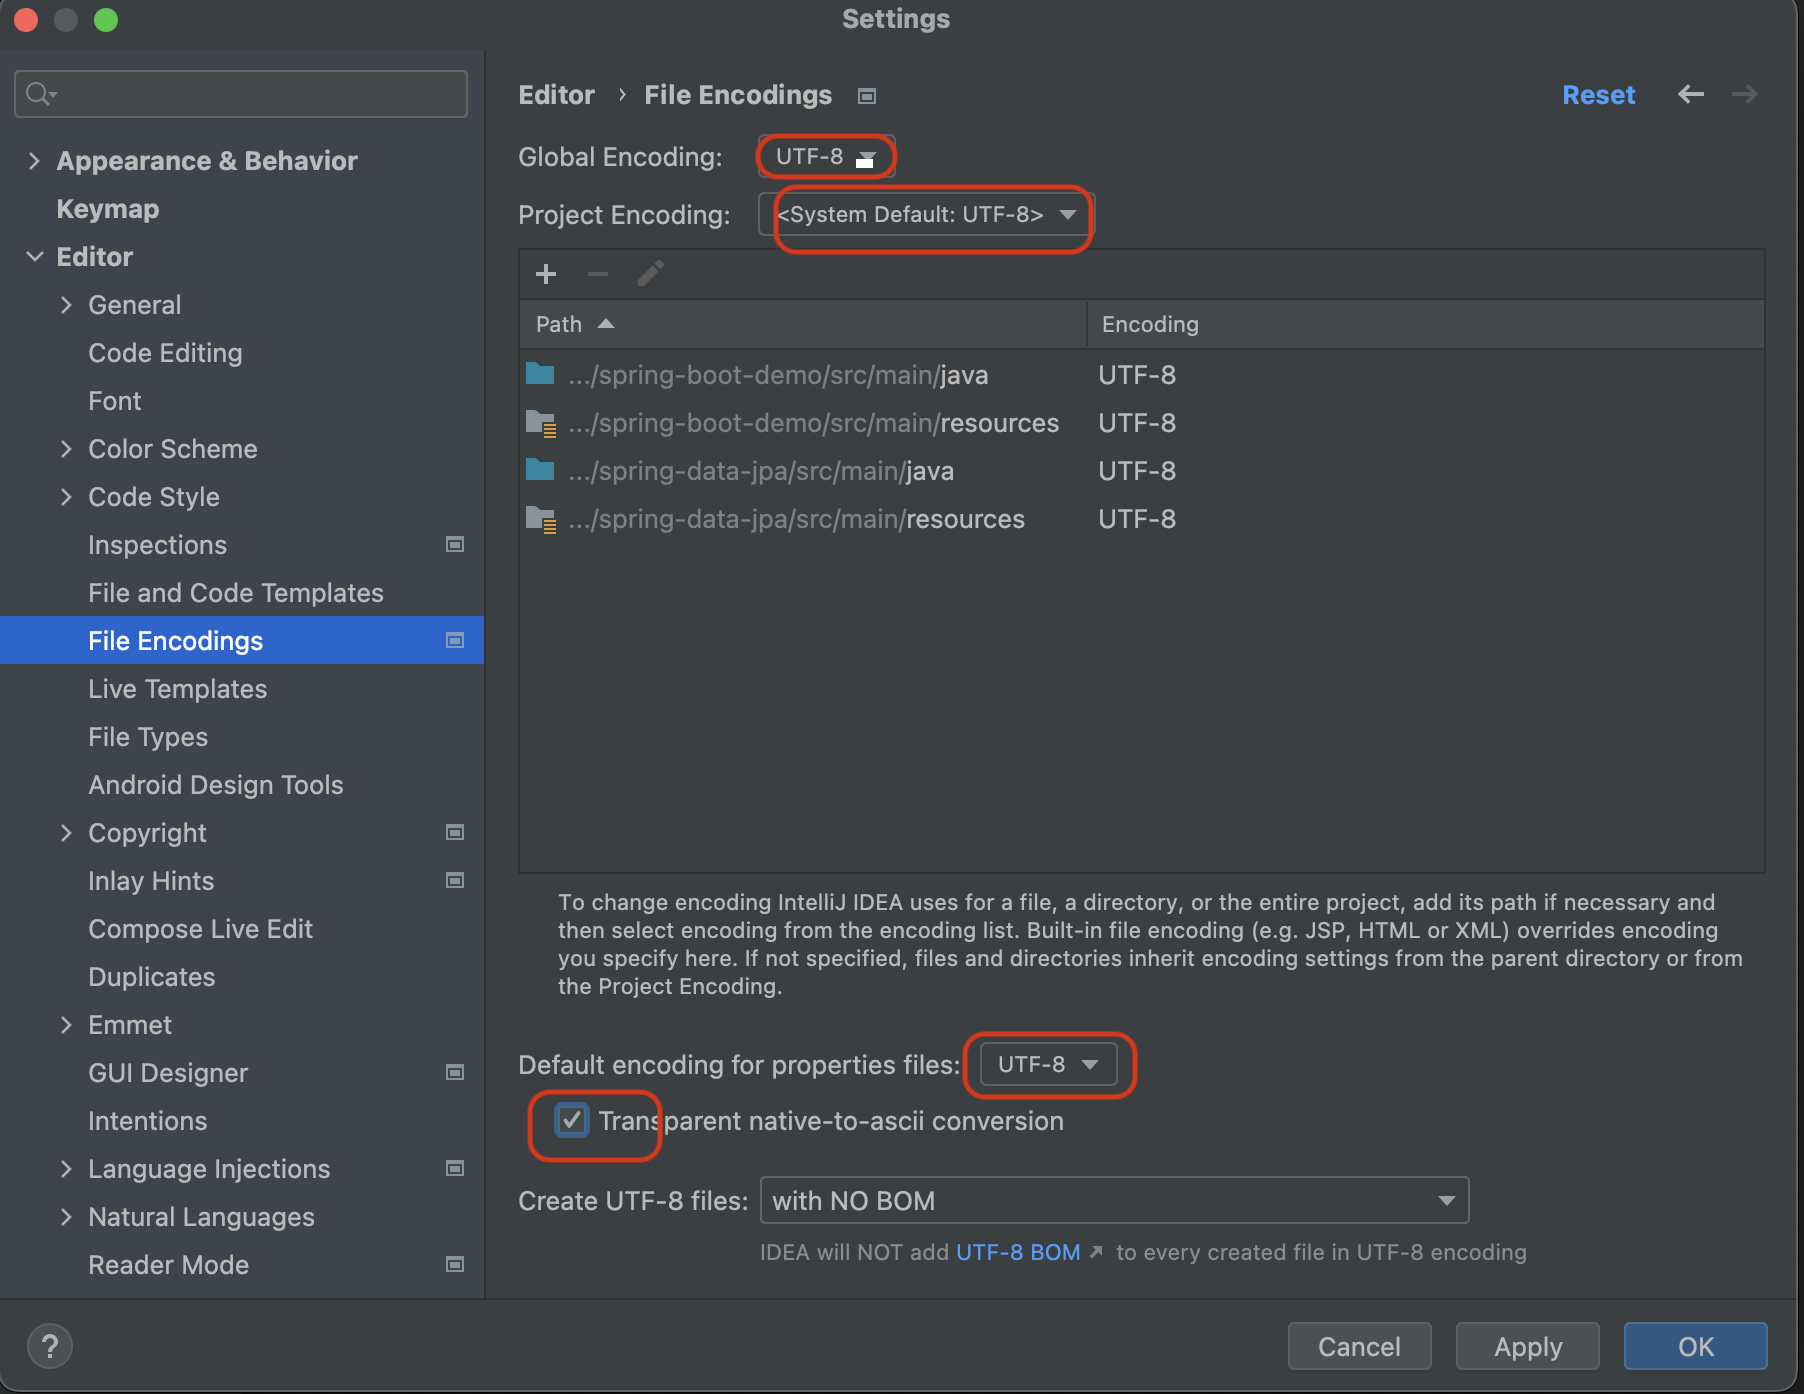 Settings
Appearance & Behavior
Keymap
Editor
General
Code Editing
Font
Color Scheme
Code Style
Inspections
File and Code Templates
File Encodings
Live Templates
File Types
Android Design Tools
Copyright
Inlay Hints
Compose Live Edit
Duplicates
Emmet
GUI Designer
Intentions
Language Injections
Natural Languages
Reader Mode
?
Editor › File Encodings
Reset
Global Encoding: UTF-8
Project Encoding: <System Default: UTF-8>
Path Encoding
.../spring-boot-demo/src/main/java UTF-8
.../spring-boot-demo/src/main/resources UTF-8
.../spring-data-jpa/src/main/java UTF-8
.../spring-data-jpa/src/main/resources UTF-8
To change encoding IntelliJ IDEA uses for a file, a directory, or the entire project, add its path if necessary and
then select encoding from the encoding list. Built-in file encoding (e.g. JSP, HTML or XML) overrides encoding
you specify here. If not specified, files and directories inherit encoding settings from the parent directory or from
the Project Encoding.
Default encoding for properties files: UTF-8
Transparent native-to-ascii conversion
Create UTF-8 files: with NO BOM
IDEA will NOT add UTF-8 BOM to every created file in UTF-8 encoding
Cancel
Apply
OK